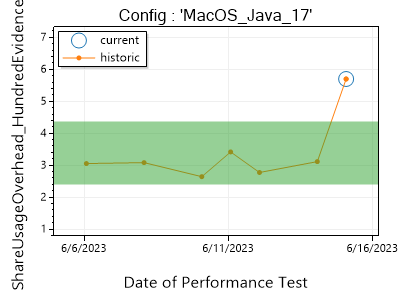 Config : 'MacOS_Java_17'
current
historic
ShareUsageOverhead_HundredEvidence
7
6
5
4
3
2
1
6/6/2023
6/11/2023
6/16/2023
Date of Performance Test